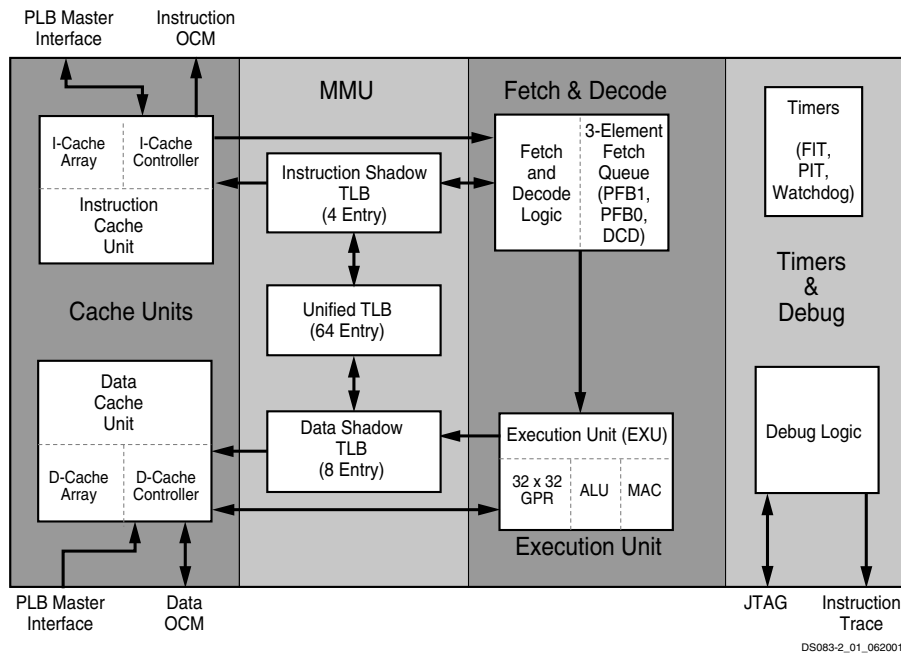 PLB Master
Interface
Instruction
OCM
MMU
Fetch & Decode
I-Cache
Array
I-Cache
Controller
Instruction
Cache
Unit
Instruction Shadow
TLB
(4 Entry)
Fetch
and
Decode
Logic
3-Element
Fetch
Queue
(PFB1,
PFB0,
DCD)
Timers
(FIT,
PIT,
Watchdog)
Cache Units
Unified TLB
(64 Entry)
Timers
&
Debug
Data
Cache
Unit
D-Cache
Array
D-Cache
Controller
Data Shadow
TLB
(8 Entry)
Execution Unit (EXU)
32 x 32
GPR
ALU
MAC
Execution Unit
Debug Logic
PLB Master
Interface
Data
OCM
JTAG
Instruction
Trace
DS083-2_01_062001